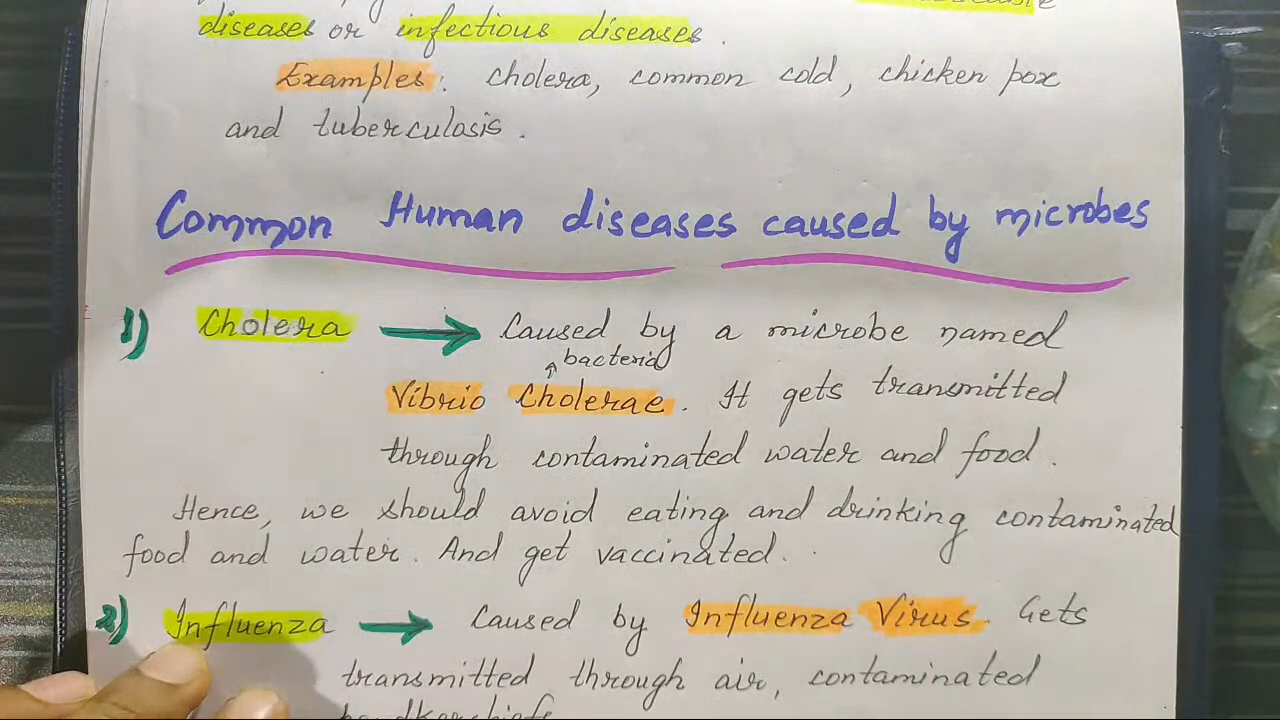 diseases or infectious diseases.
Examples: cholera, common cold, chicken pox
and tuberculosis.
Common Human diseases caused by microbes
1) Cholera → Caused by a microbe named
↑ bacteria
Vibrio Cholerae. It gets transmitted
through contaminated water and food.
Hence, we should avoid eating and drinking contaminated
food and water. And get vaccinated.
2) Influenza → Caused by Influenza Virus. Gets
transmitted through air, contaminated